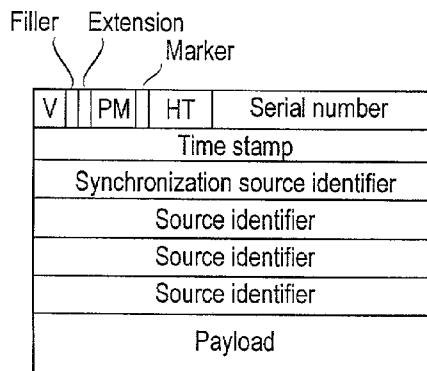 Filler Extension
Marker
V PM HT Serial number
Time stamp
Synchronization source identifier
Source identifier
Source identifier
Source identifier
Payload